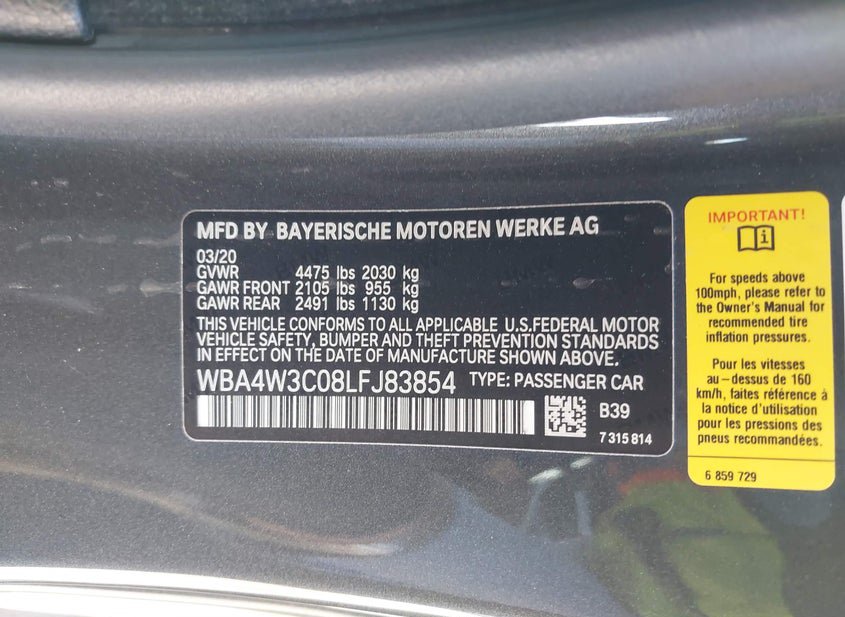 MFD BY BAYERISCHE MOTOREN WERKE AG
03/20
GVWR 4475 lbs 2030 kg
GAWR FRONT 2105 lbs 955 kg
GAWR REAR 2491 lbs 1130 kg
THIS VEHICLE CONFORMS TO ALL APPLICABLE U.S.FEDERAL MOTOR
VEHICLE SAFETY, BUMPER AND THEFT PREVENTION STANDARDS
IN EFFECT ON THE DATE OF MANUFACTURE SHOWN ABOVE.
WBA4W3C08LFJ83854 TYPE: PASSENGER CAR
B39
7 315 814
IMPORTANT!
For speeds above
100mph, please refer to
the Owner's Manual for
recommended tire
inflation pressures.
Pour les vitesses
au-dessus de 160
km/h, faites référence à
la notice d'utilisation
pour les pressions des
pneus recommandées.
6 859 729